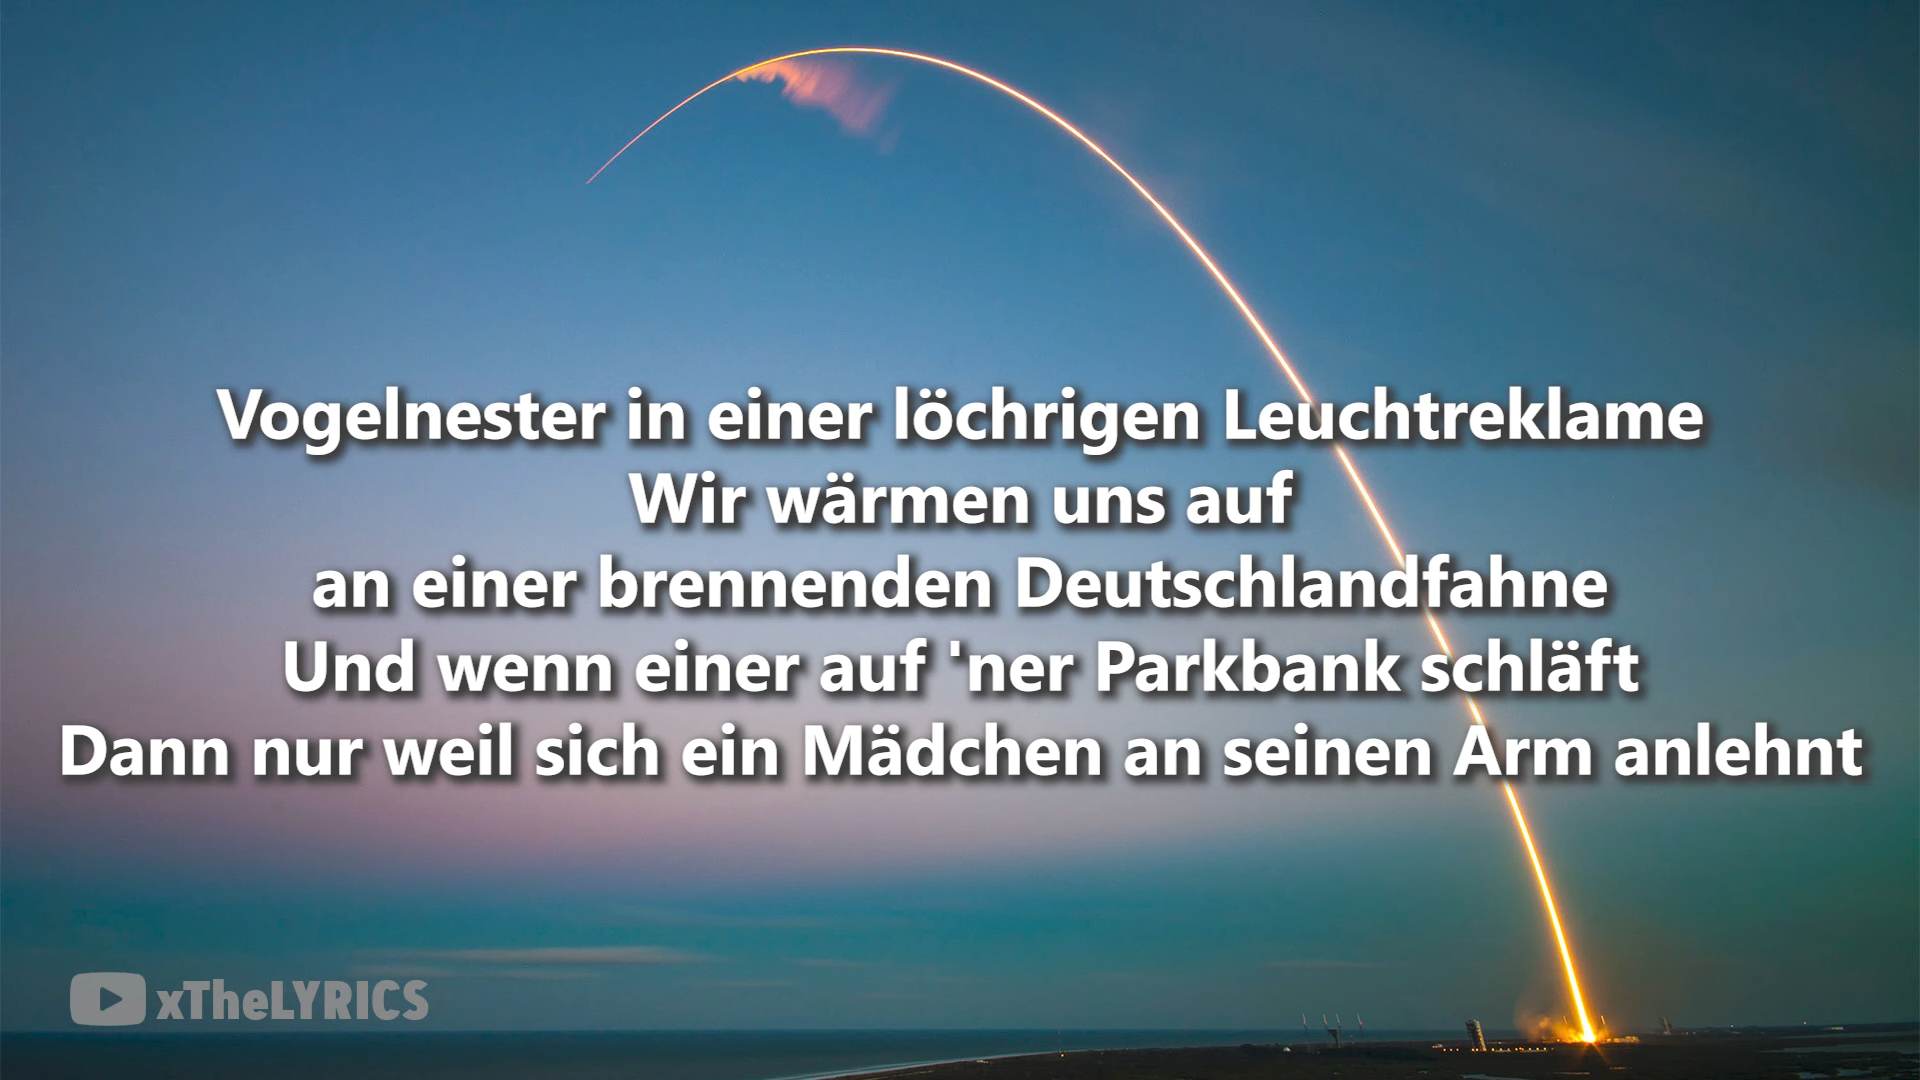 Vogelnester in einer löchrigen Leuchtreklame
Wir wärmen uns auf
an einer brennenden Deutschlandfahne
Und wenn einer auf 'ner Parkbank schläft
Dann nur weil sich ein Mädchen an seinen Arm anlehnt
xTheLYRICS